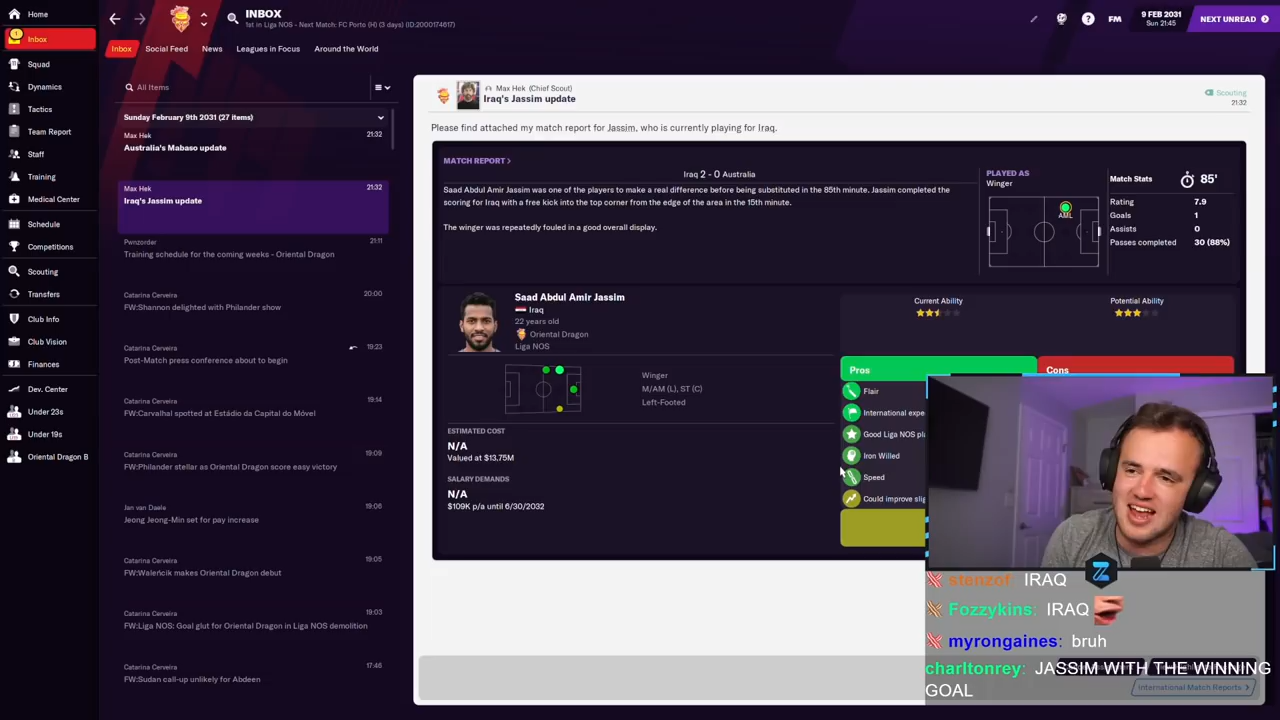 Home
Inbox
Squad
Dynamics
Tactics
Team Report
Staff
Training
Medical Center
Schedule
Competitions
Scouting
Transfers
Club Info
Club Vision
Finances
Dev. Center
Under 23s
Under 19s
Oriental Dragon B
INBOX
1st in Liga NOS - Next Match: FC Porto (H) (3 days) (ID:2000174617)
FM
9 FEB 2031
Sun 21:45
NEXT UNREAD
Inbox
Social Feed
News
Leagues in Focus
Around the World
All Items
Sunday February 9th 2031 (27 items)
Max Hek 21:32
Australia's Mabaso update
Max Hek 21:32
Iraq's Jassim update
Pwnzorder 21:11
Training schedule for the coming weeks - Oriental Dragon
Catarina Cerveira 20:00
FW:Shannon delighted with Philander show
Catarina Cerveira 19:23
Post-Match press conference about to begin
Catarina Cerveira 19:14
FW:Carvalhal spotted at Estádio da Capital do Móvel
Catarina Cerveira 19:09
FW:Philander stellar as Oriental Dragon score easy victory
Jan van Daele 19:06
Jeong Jeong-Min set for pay increase
Catarina Cerveira 19:05
FW:Waleńcik makes Oriental Dragon debut
Catarina Cerveira 19:03
FW:Liga NOS: Goal glut for Oriental Dragon in Liga NOS demolition
Catarina Cerveira 17:46
FW:Sudan call-up unlikely for Abdeen
Max Hek (Chief Scout)
Iraq's Jassim update
Scouting
21:32
Please find attached my match report for Jassim, who is currently playing for Iraq.
MATCH REPORT >
Iraq 2 - 0 Australia
Saad Abdul Amir Jassim was one of the players to make a real difference before being substituted in the 85th minute. Jassim completed the
scoring for Iraq with a free kick into the top corner from the edge of the area in the 15th minute.
The winger was repeatedly fouled in a good overall display.
PLAYED AS
Winger
AML
Match Stats 85'
Rating 7.9
Goals 1
Assists 0
Passes completed 30 (88%)
Saad Abdul Amir Jassim
Iraq
22 years old
Oriental Dragon
Liga NOS
Current Ability
Potential Ability
Winger
M/AM (L), ST (C)
Left-Footed
ESTIMATED COST
N/A
Valued at $13.75M
SALARY DEMANDS
N/A
$109K p/a until 6/30/2032
Pros
Flair
International expe
Good Liga NOS pla
Iron Willed
Speed
Could improve slig
Cons
stenzof IRAQ
Fozzykins: IRAQ
myrongaines: bruh
charltonrey: JASSIM WITH THE WINNING
GOAL
International Match Reports >